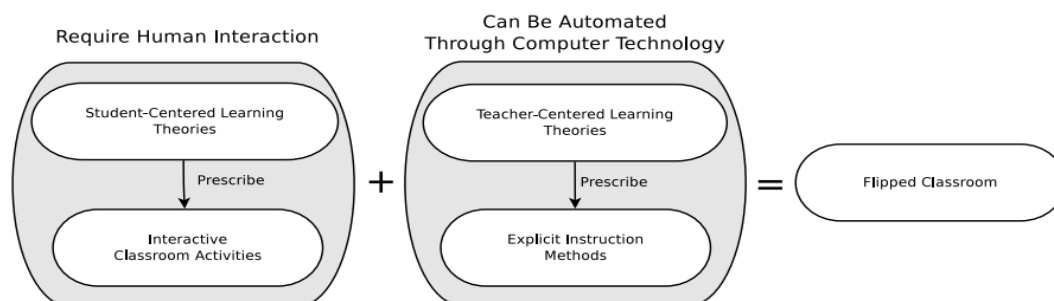 Require Human Interaction
Can Be Automated
Through Computer Technology
Student-Centered Learning
Theories
Prescribe
Interactive
Classroom Activities
+
Teacher-Centered Learning
Theories
Prescribe
Explicit Instruction
Methods
=
Flipped Classroom